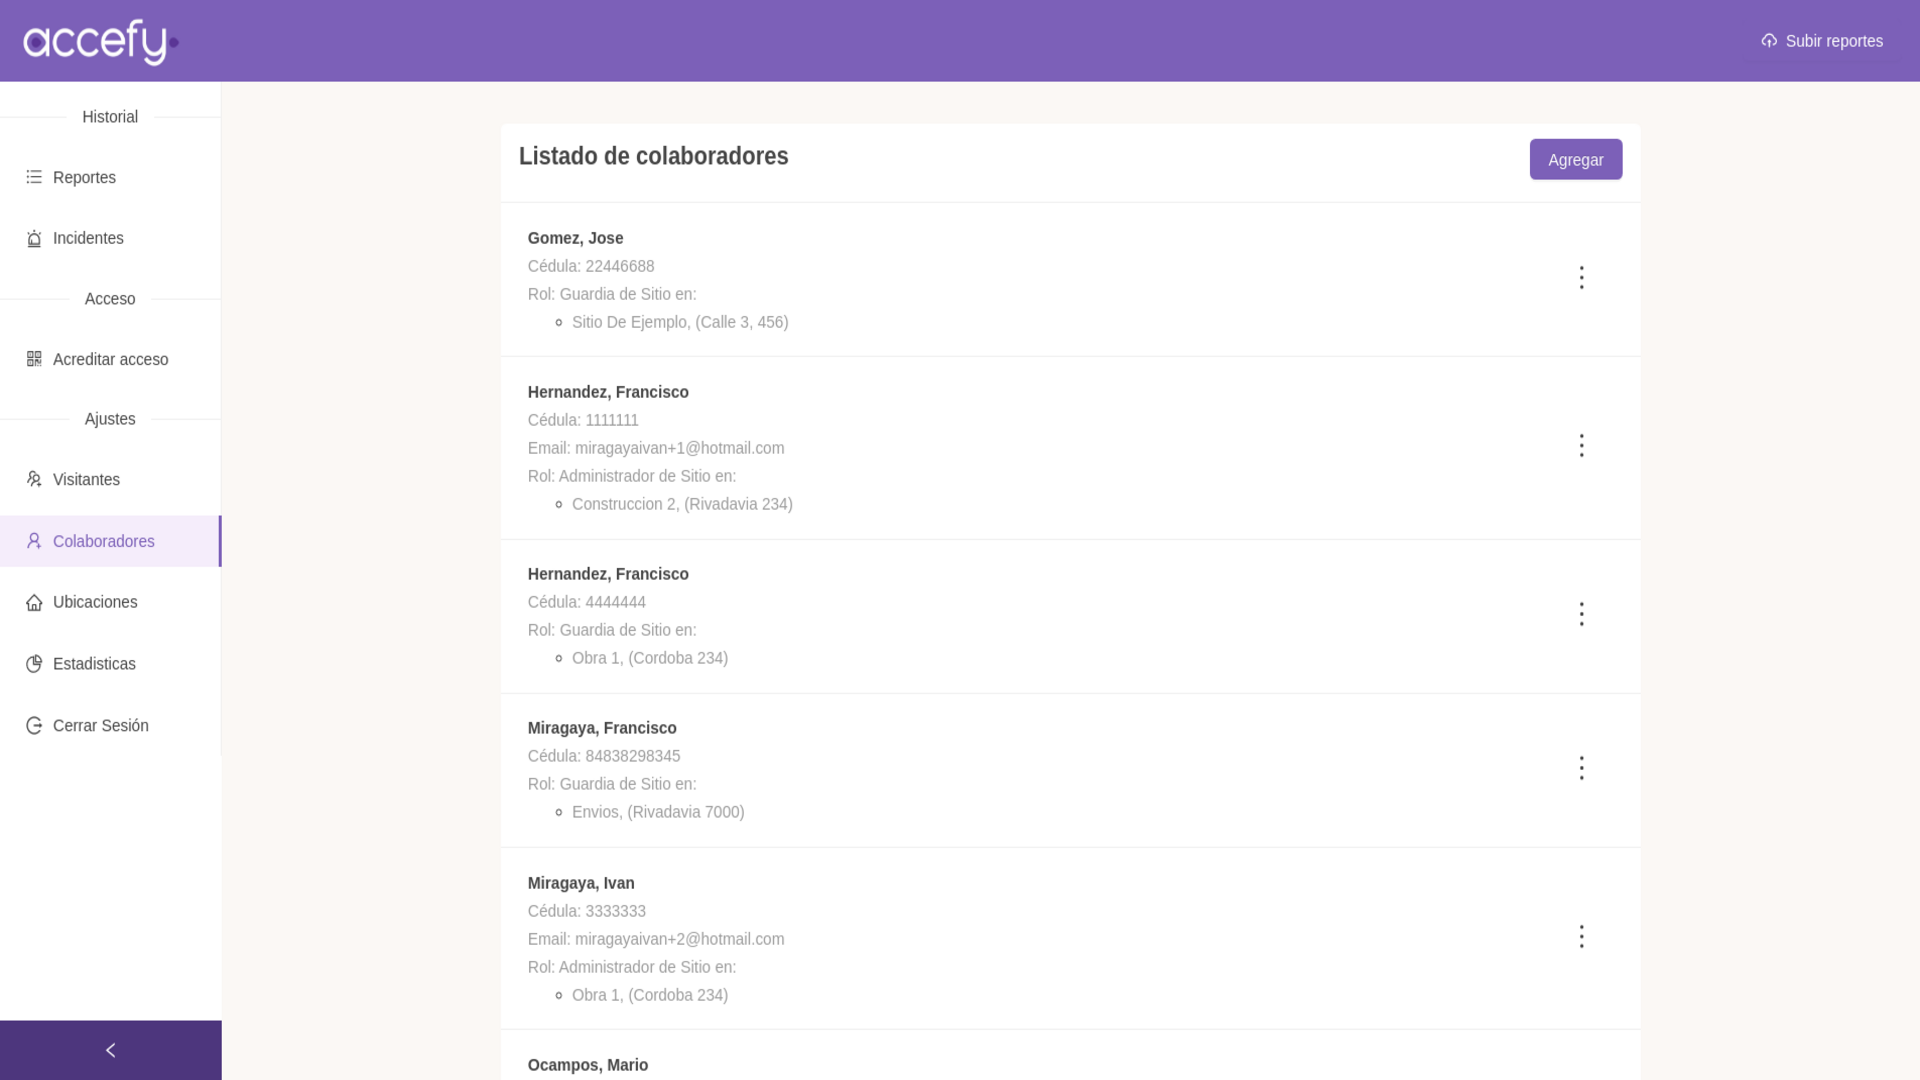 accefy
Subir reportes
Historial
Reportes
Incidentes
Acceso
Acreditar acceso
Ajustes
Visitantes
Colaboradores
Ubicaciones
Estadisticas
Cerrar Sesión
Listado de colaboradores
Agregar
Gomez, Jose
Cédula: 22446688
Rol: Guardia de Sitio en:
Sitio De Ejemplo, (Calle 3, 456)
Hernandez, Francisco
Cédula: 1111111
Email: miragayaivan+1@hotmail.com
Rol: Administrador de Sitio en:
Construccion 2, (Rivadavia 234)
Hernandez, Francisco
Cédula: 4444444
Rol: Guardia de Sitio en:
Obra 1, (Cordoba 234)
Miragaya, Francisco
Cédula: 84838298345
Rol: Guardia de Sitio en:
Envios, (Rivadavia 7000)
Miragaya, Ivan
Cédula: 3333333
Email: miragayaivan+2@hotmail.com
Rol: Administrador de Sitio en:
Obra 1, (Cordoba 234)
Ocampos, Mario